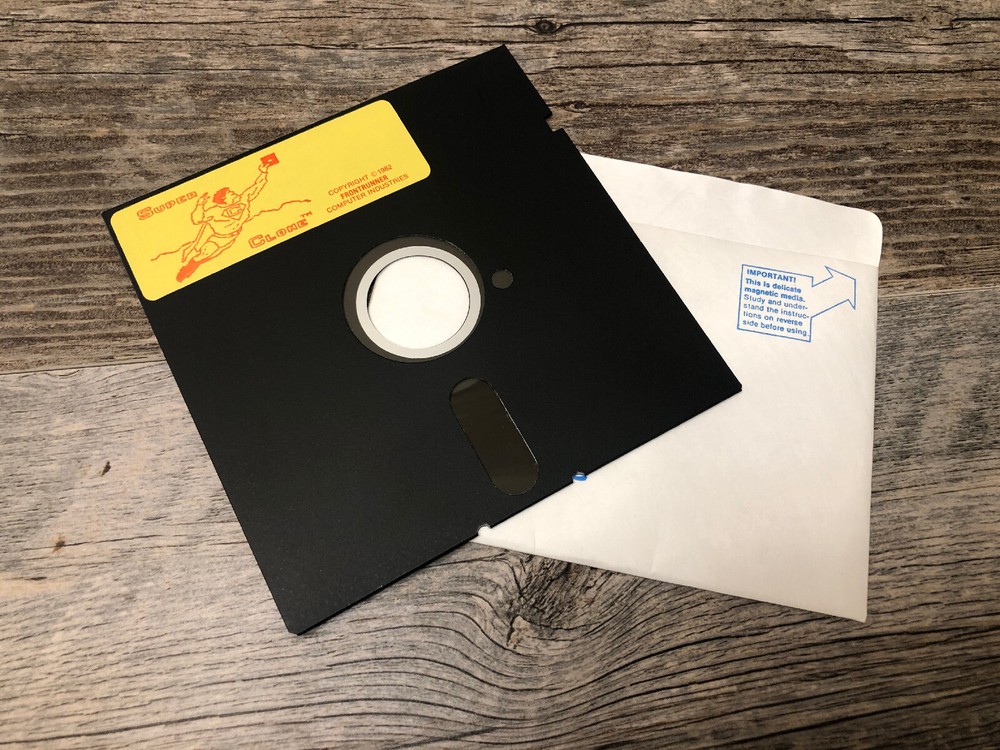 SUPER
CLONE™
COPYRIGHT © 1982
FRONTRUNNER
COMPUTER INDUSTRIES
IMPORTANT!
This is delicate
magnetic media.
Study and under-
stand the instruc-
tions on reverse
side before using.